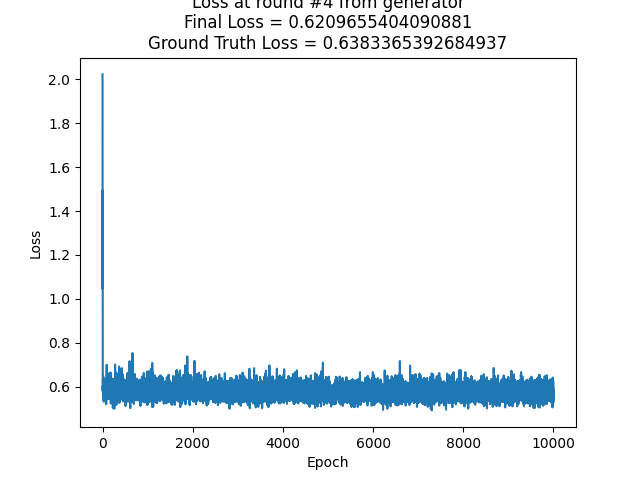 Loss at round #4 from generator
Final Loss = 0.6209655404090881
Ground Truth Loss = 0.6383365392684937
2.0
1.8
1.6
1.4
1.2
1.0
0.8
0.6
Loss
0 2000 4000 6000 8000 10000
Epoch